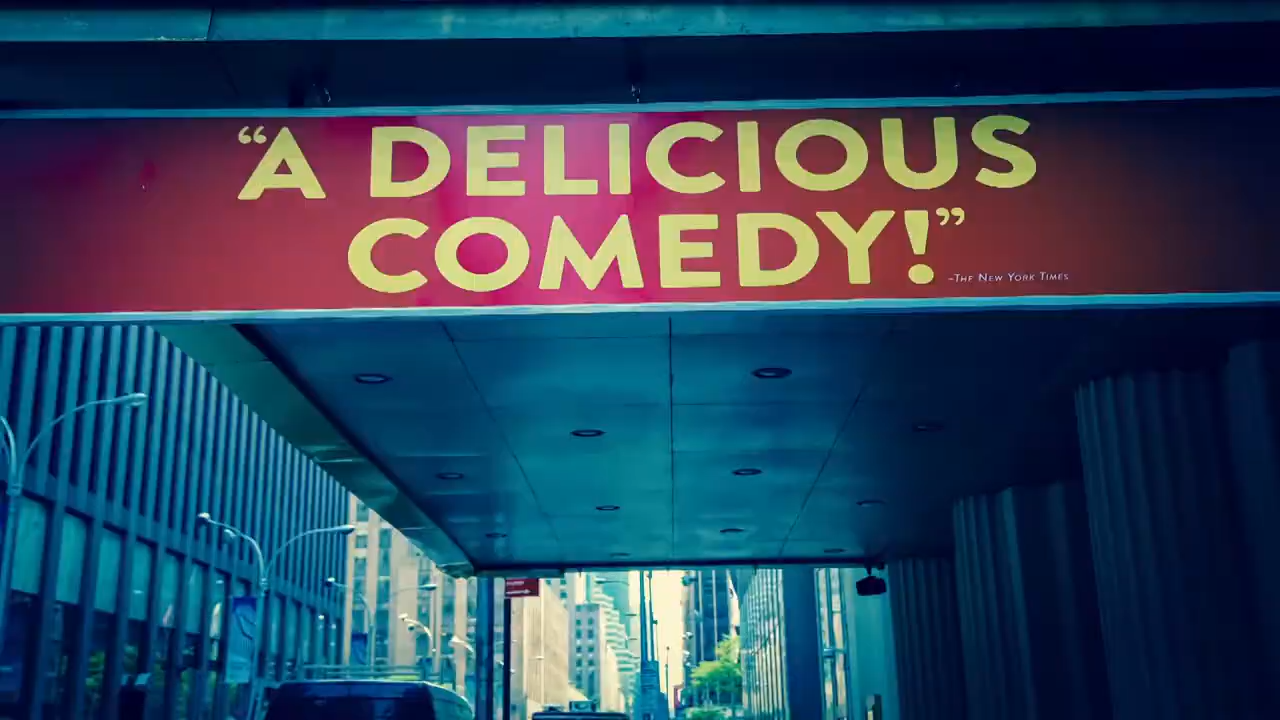 “A DELICIOUS
COMEDY!”
–THE NEW YORK TIMES